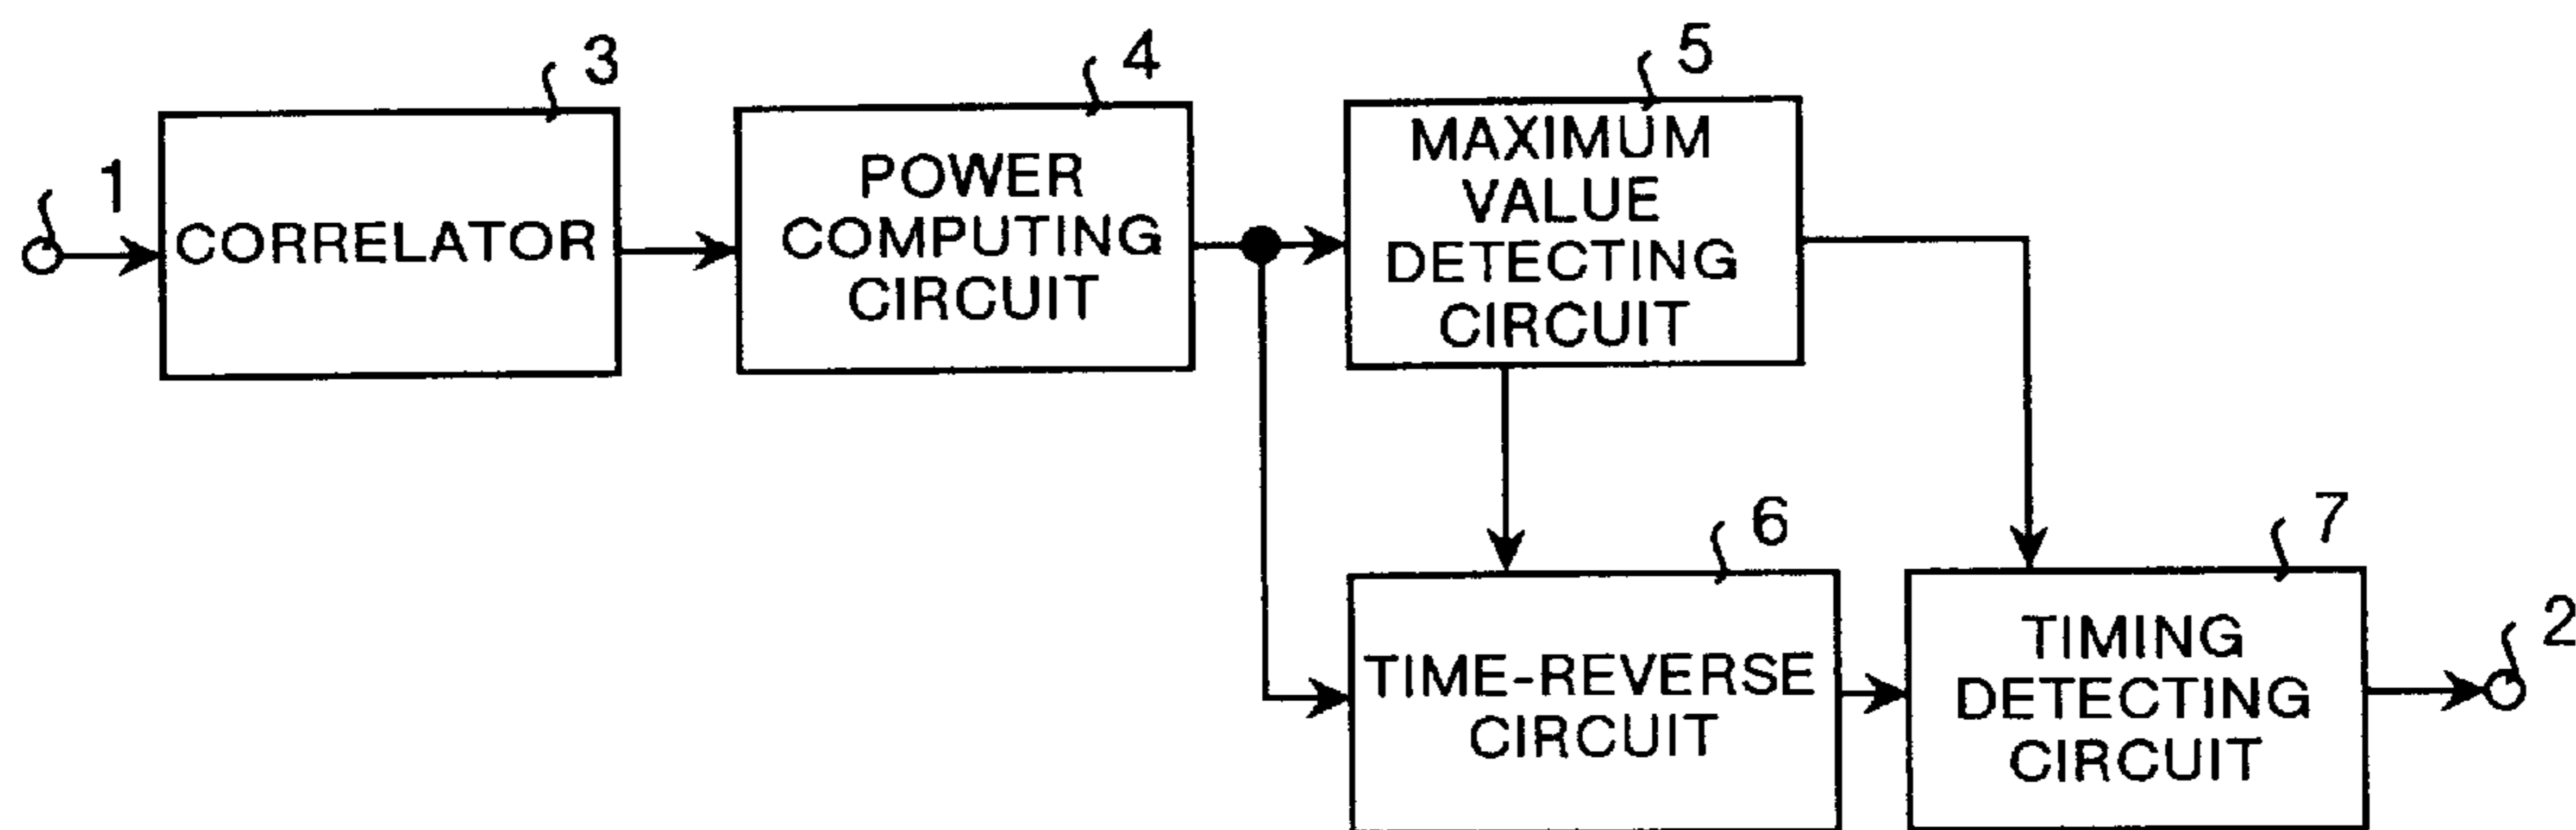 3
4
5
1
CORRELATOR
POWER
COMPUTING
CIRCUIT
MAXIMUM
VALUE
DETECTING
CIRCUIT
6
7
2
TIME-REVERSE
CIRCUIT
TIMING
DETECTING
CIRCUIT